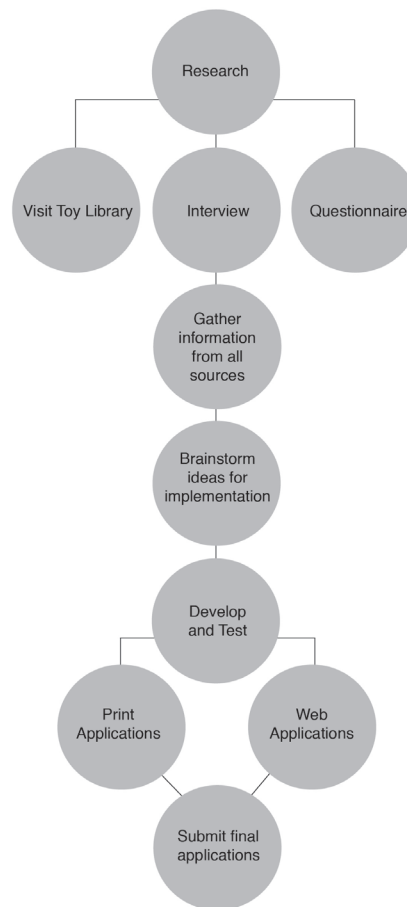 Research
Visit Toy Library
Interview
Questionnaire
Gather
information
from all
sources
Brainstorm
ideas for
implementation
Develop
and Test
Print
Applications
Web
Applications
Submit final
applications